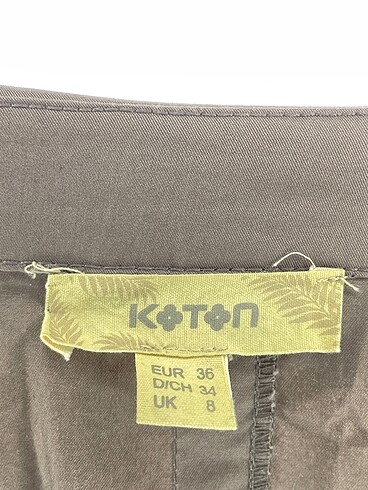 KOTON
EUR 36
D/CH 34
UK 8